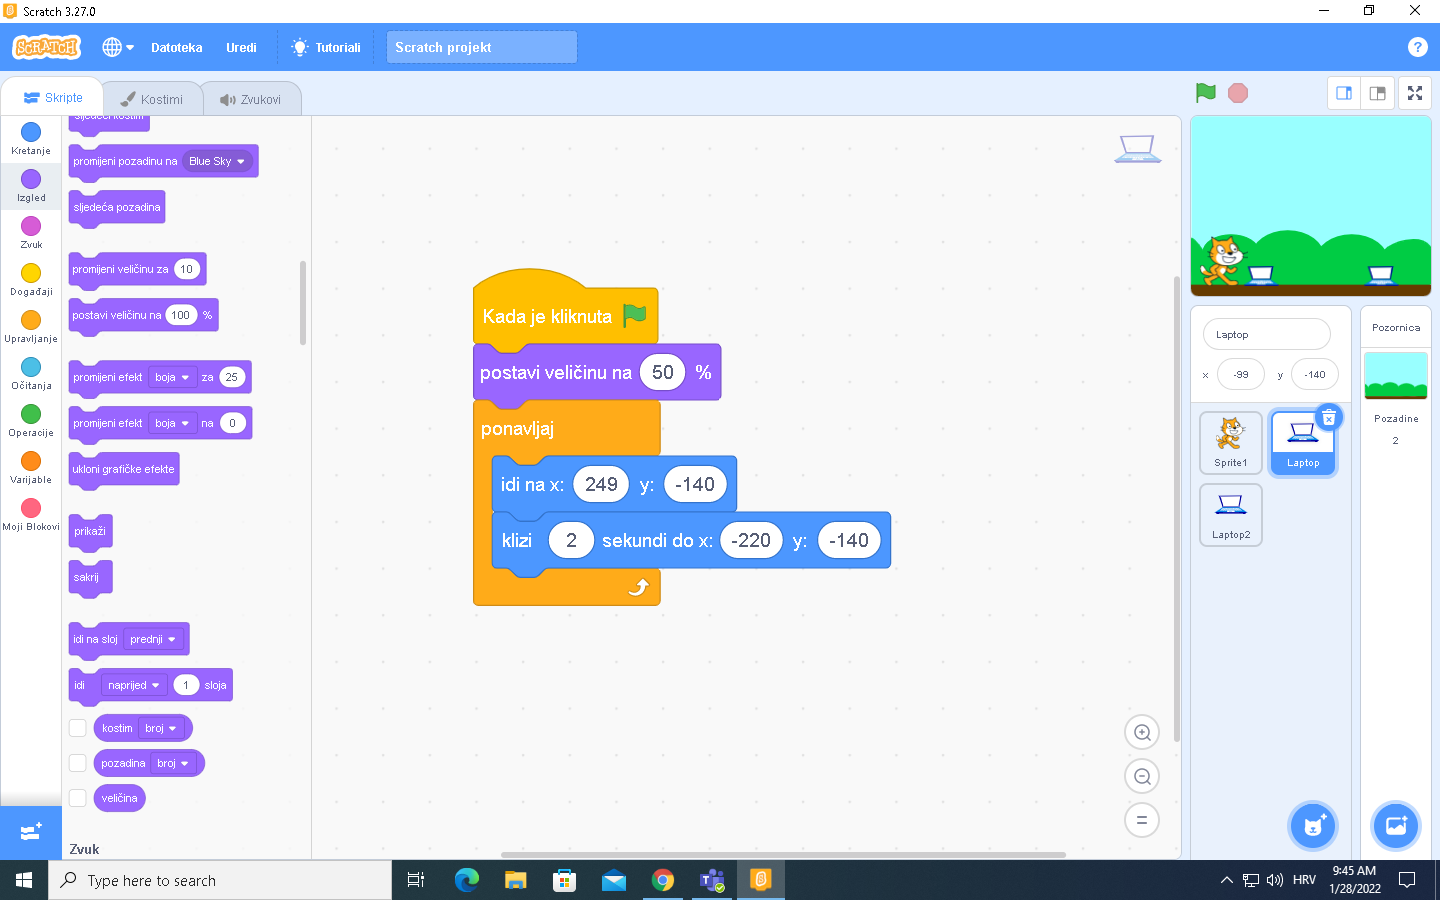 Scratch 3.27.0
SCRATCH
Datoteka
Uredi
Tutoriali
Scratch projekt
?
Skripte
Kostimi
Zvukovi
Kretanje
Izgled
Zvuk
Događaji
Upravljanje
Očitanja
Operacije
Varijable
Moji Blokovi
sljedeći kostim
promijeni pozadinu na Blue Sky
sljedeća pozadina
promijeni veličinu za 10
postavi veličinu na 100 %
promijeni efekt boja za 25
promijeni efekt boja na 0
ukloni grafičke efekte
prikaži
sakrij
idi na sloj prednji
idi naprijed 1 sloja
kostim broj
pozadina broj
veličina
Zvuk
Kada je kliknuta
postavi veličinu na 50 %
ponavljaj
idi na x: 249 y: -140
klizi 2 sekundi do x: -220 y: -140
Laptop
x -99 y -140
Sprite1
Laptop
Laptop2
Pozornica
Pozadine
2
Type here to search
HRV
9:45 AM
1/28/2022